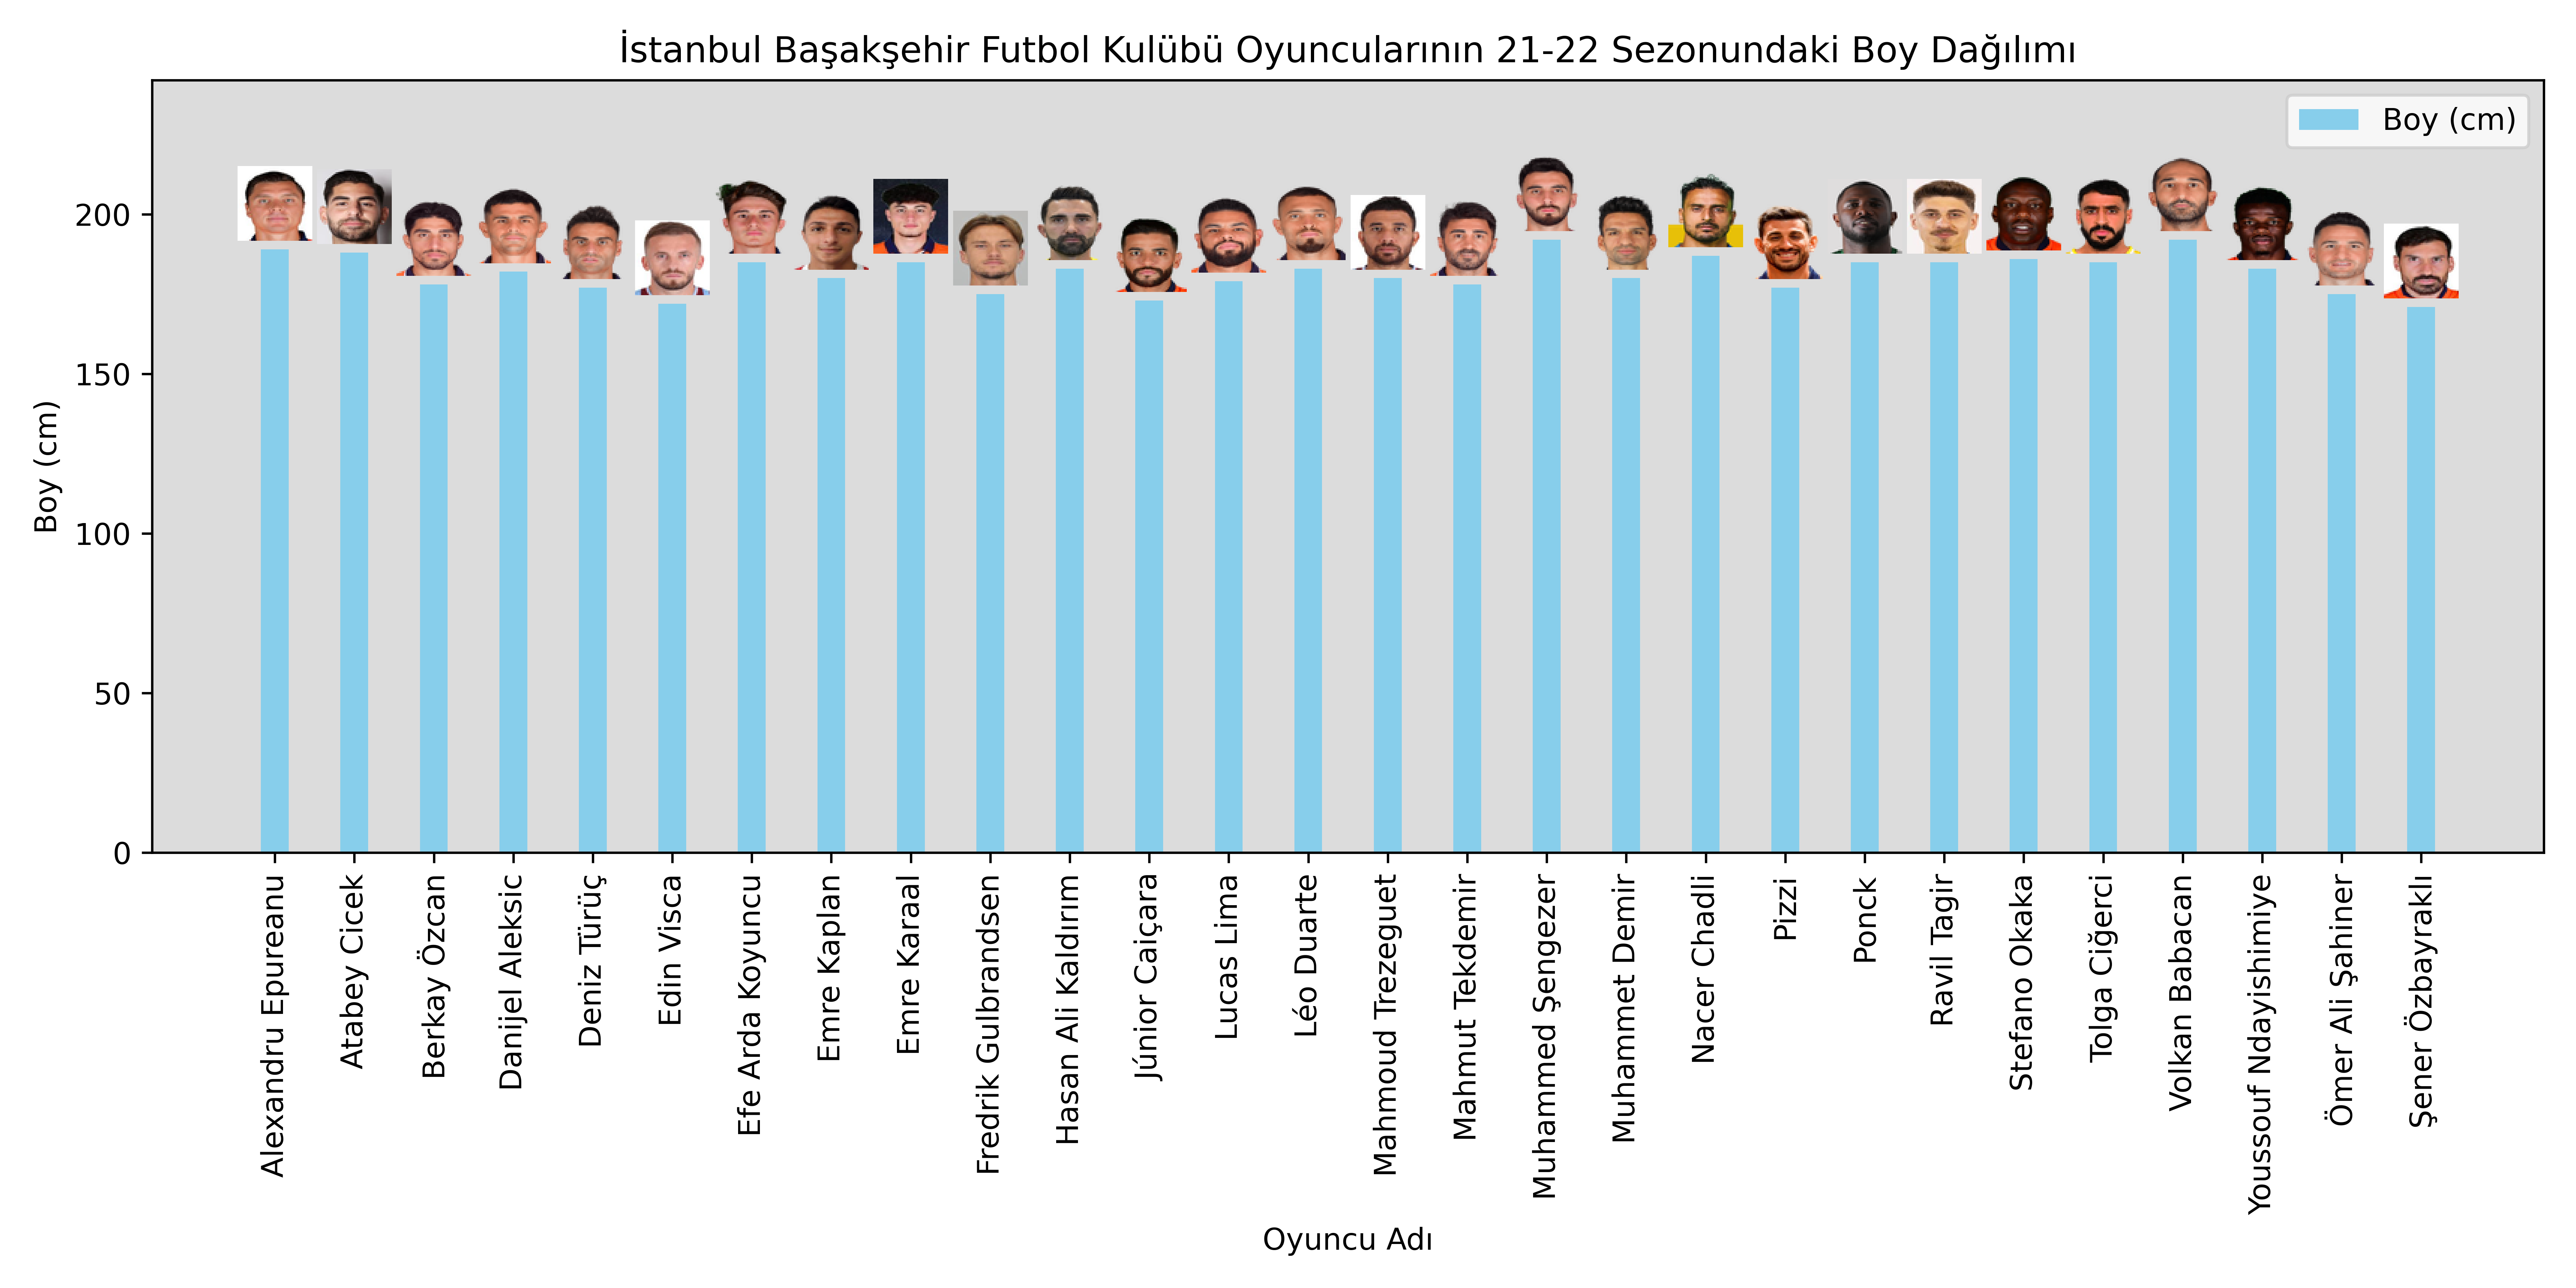 İstanbul Başakşehir Futbol Kulübü Oyuncularının 21-22 Sezonundaki Boy Dağılımı
Boy (cm)
200
150
100
50
0
Boy (cm)
Alexandru Epureanu
Atabey Cicek
Berkay Özcan
Danijel Aleksic
Deniz Türüç
Edin Visca
Efe Arda Koyuncu
Emre Kaplan
Emre Karaal
Fredrik Gulbrandsen
Hasan Ali Kaldırım
Júnior Caiçara
Lucas Lima
Léo Duarte
Mahmoud Trezeguet
Mahmut Tekdemir
Muhammed Şengezer
Muhammet Demir
Nacer Chadli
Pizzi
Ponck
Ravil Tagir
Stefano Okaka
Tolga Ciğerci
Volkan Babacan
Youssouf Ndayishimiye
Ömer Ali Şahiner
Şener Özbayraklı
Oyuncu Adı